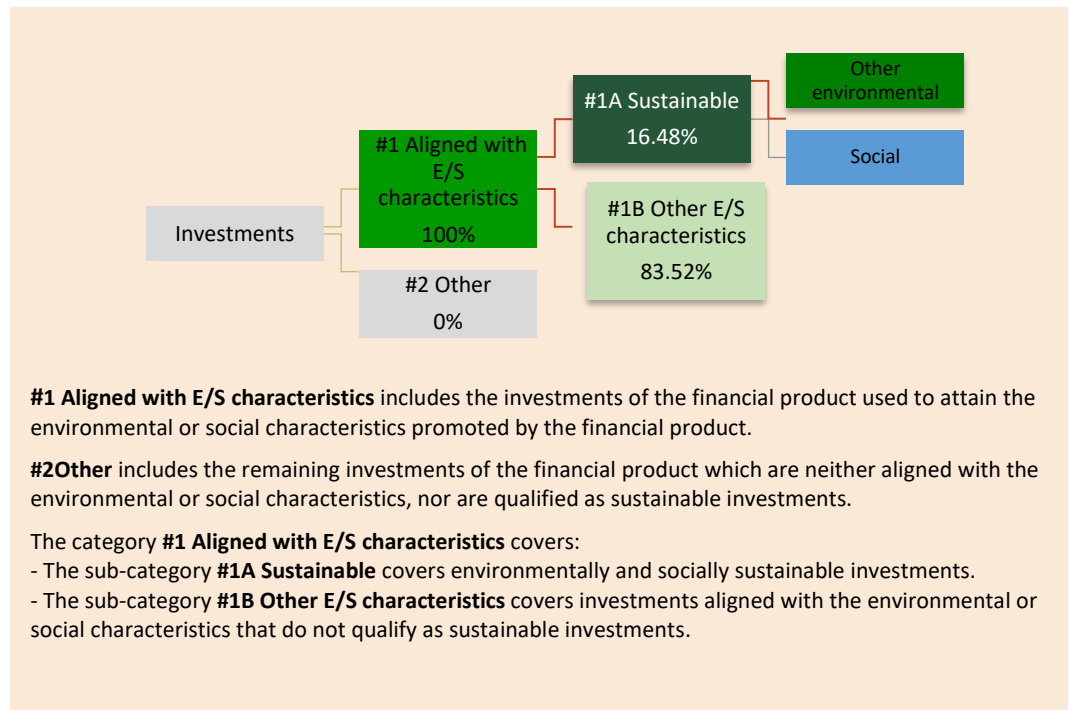 Investments
#1 Aligned with
E/S
characteristics
100%
#2 Other
0%
#1A Sustainable
16.48%
#1B Other E/S
characteristics
83.52%
Other
environmental
Social
#1 Aligned with E/S characteristics includes the investments of the financial product used to attain the
environmental or social characteristics promoted by the financial product.
#2Other includes the remaining investments of the financial product which are neither aligned with the
environmental or social characteristics, nor are qualified as sustainable investments.
The category #1 Aligned with E/S characteristics covers:
- The sub-category #1A Sustainable covers environmentally and socially sustainable investments.
- The sub-category #1B Other E/S characteristics covers investments aligned with the environmental or
social characteristics that do not qualify as sustainable investments.